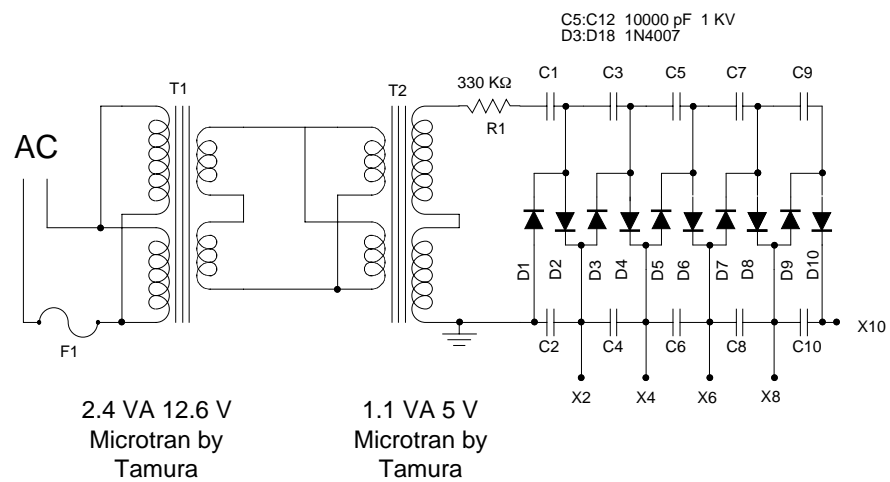 C5:C12 10000 pF 1 KV
D3:D18 1N4007
T1
T2
330 KΩ
R1
C1
C3
C5
C7
C9
AC
D1
D2
D3
D4
D5
D6
D7
D8
D9
D10
F1
C2
C4
C6
C8
C10
X10
X2
X4
X6
X8
2.4 VA 12.6 V
Microtran by
Tamura
1.1 VA 5 V
Microtran by
Tamura